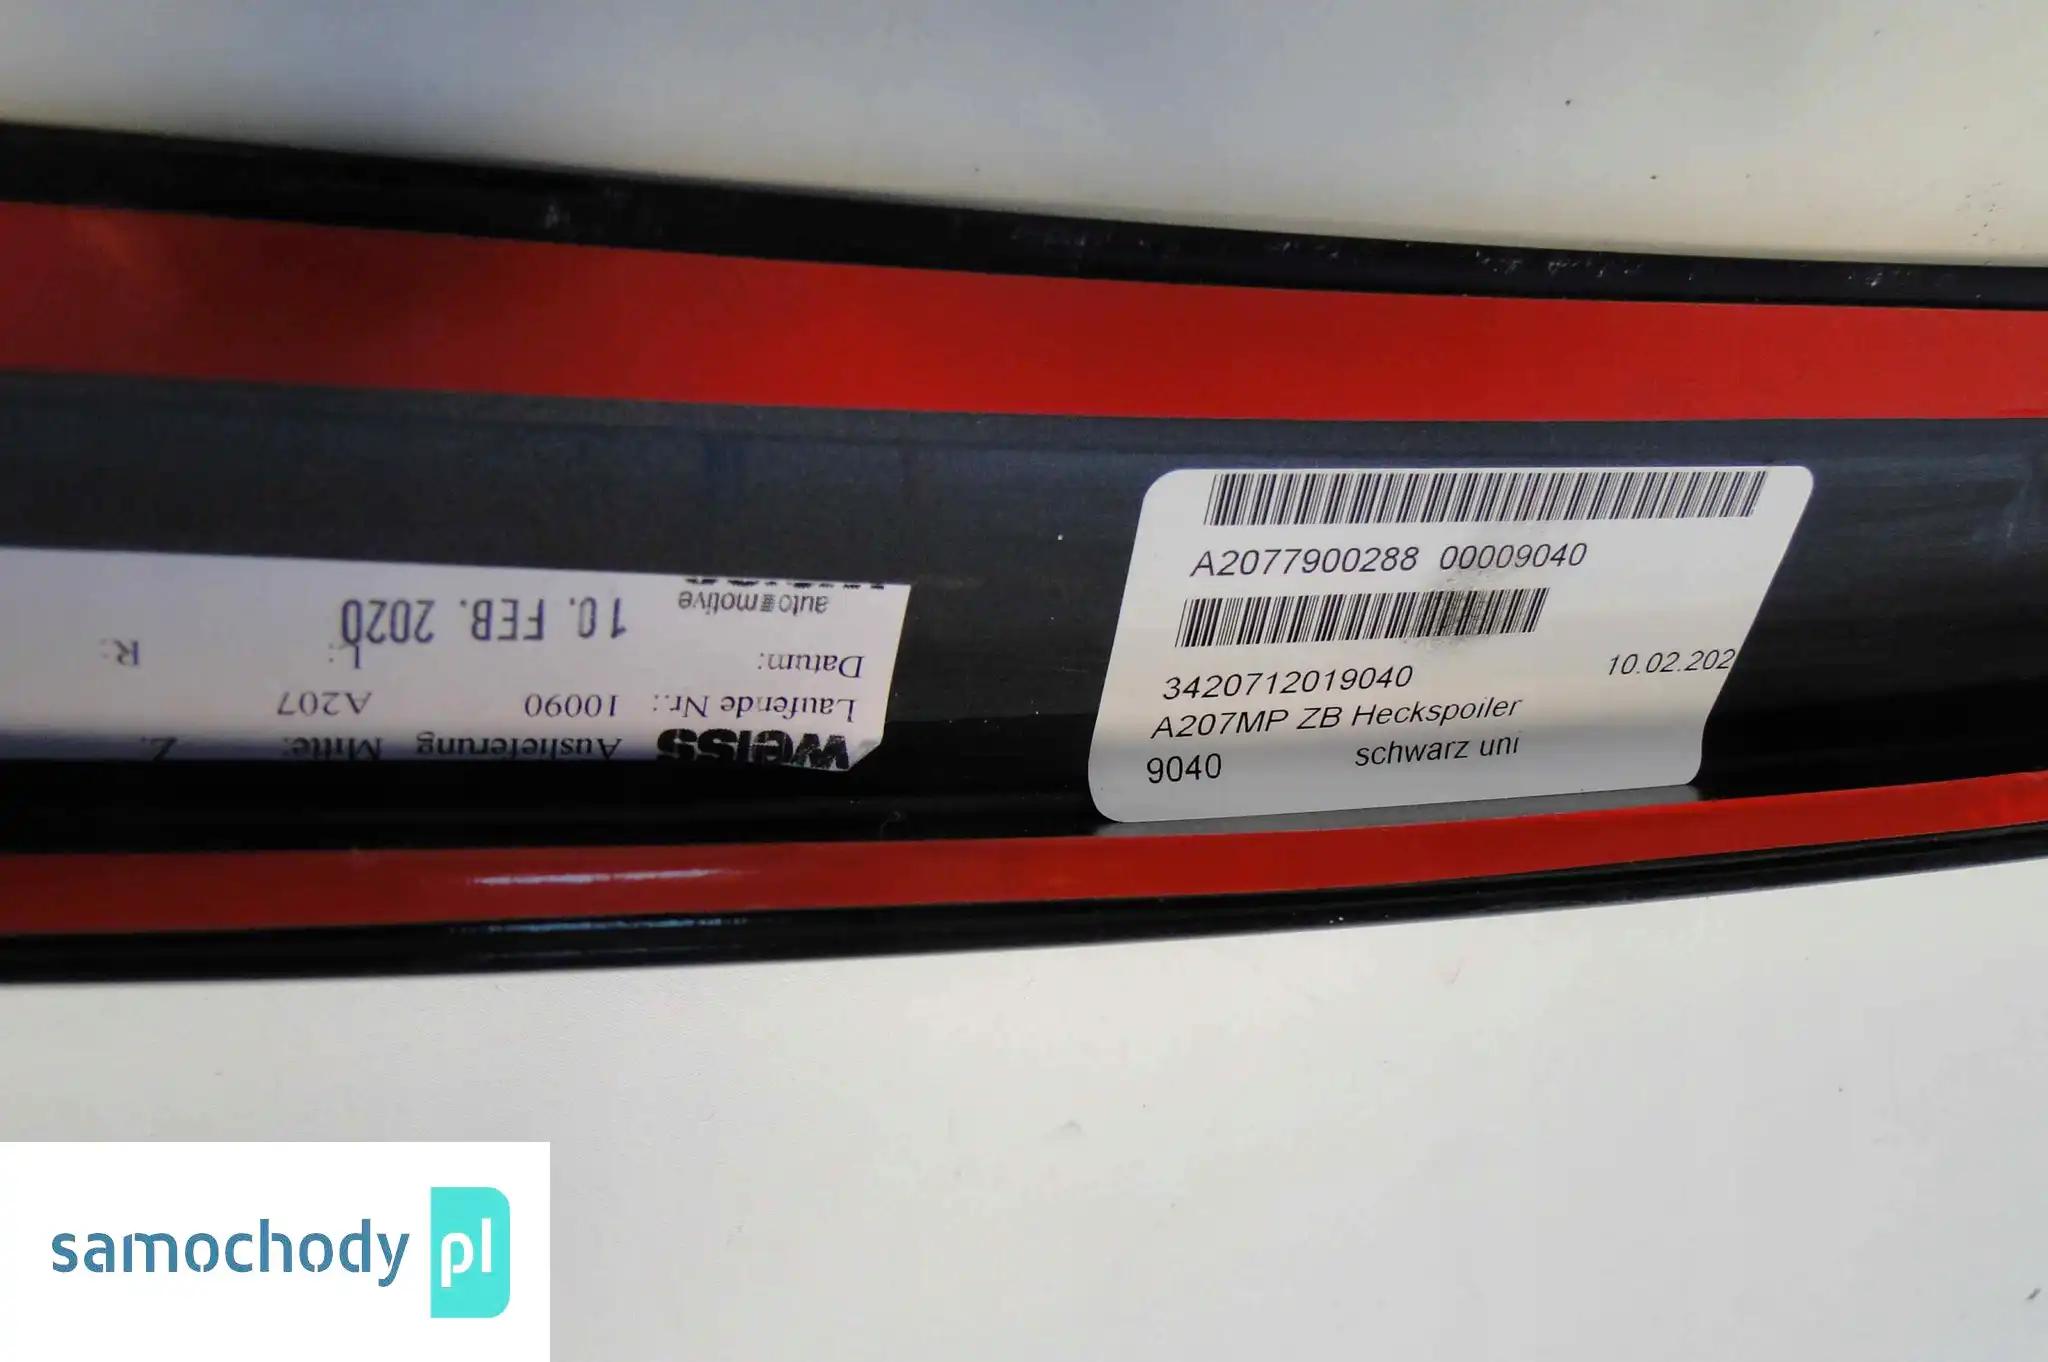 A2077900288 00009040
3420712019040
10.02.202
A207MP ZB Heckspoiler
9040 schwarz uni
weiss Auslieferung Mitte: Z.
Laufende Nr.: 10090 A207
Datum: L: R:
10. FEB. 2020
automotive
samochody pl